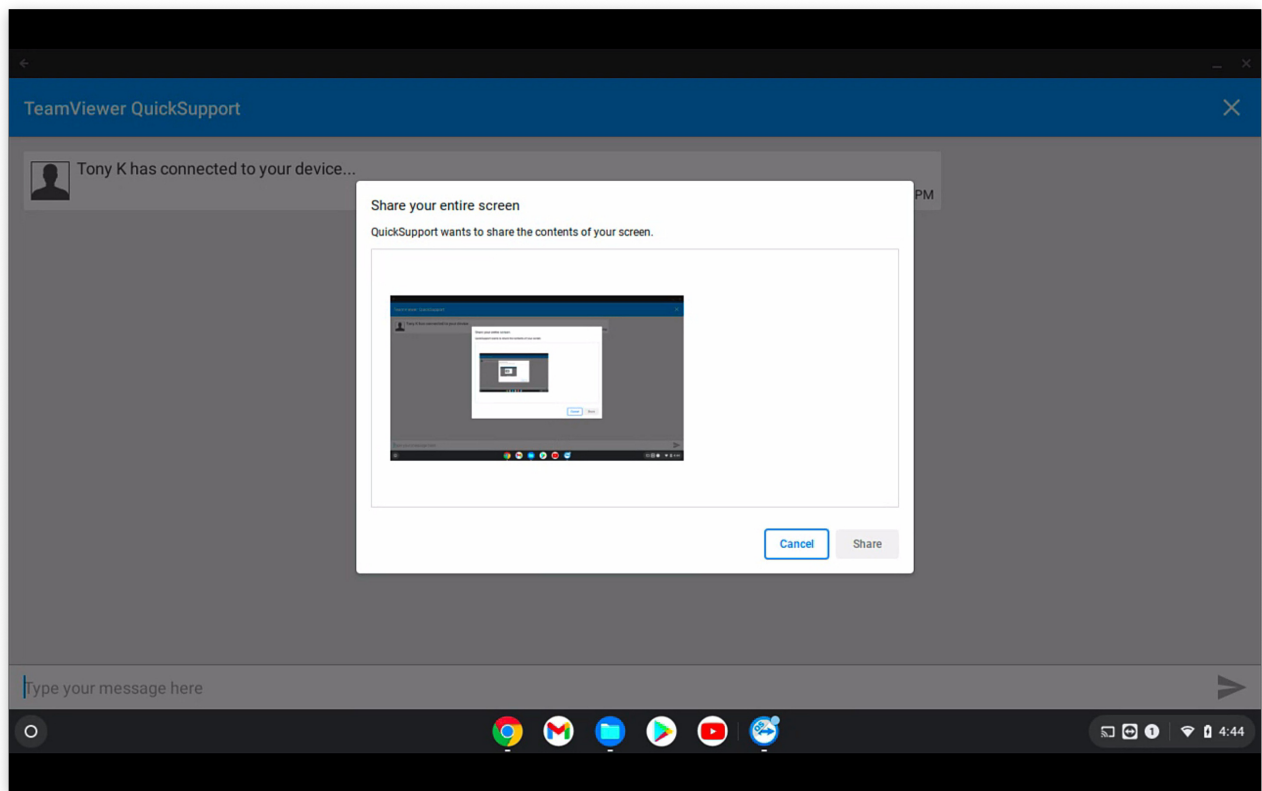 TeamViewer QuickSupport
Tony K has connected to your device...
PM
Share your entire screen
QuickSupport wants to share the contents of your screen.
Cancel
Share
Type your message here
1
4:44